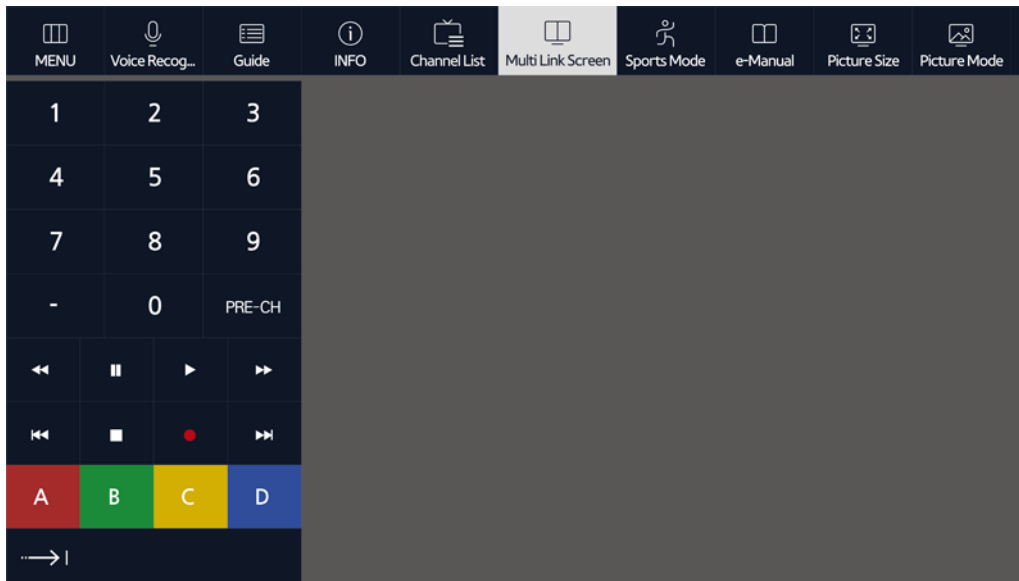 MENU Voice Recog... Guide INFO Channel List Multi Link Screen Sports Mode e-Manual Picture Size Picture Mode
1 2 3
4 5 6
7 8 9
- 0 PRE-CH
A B C D